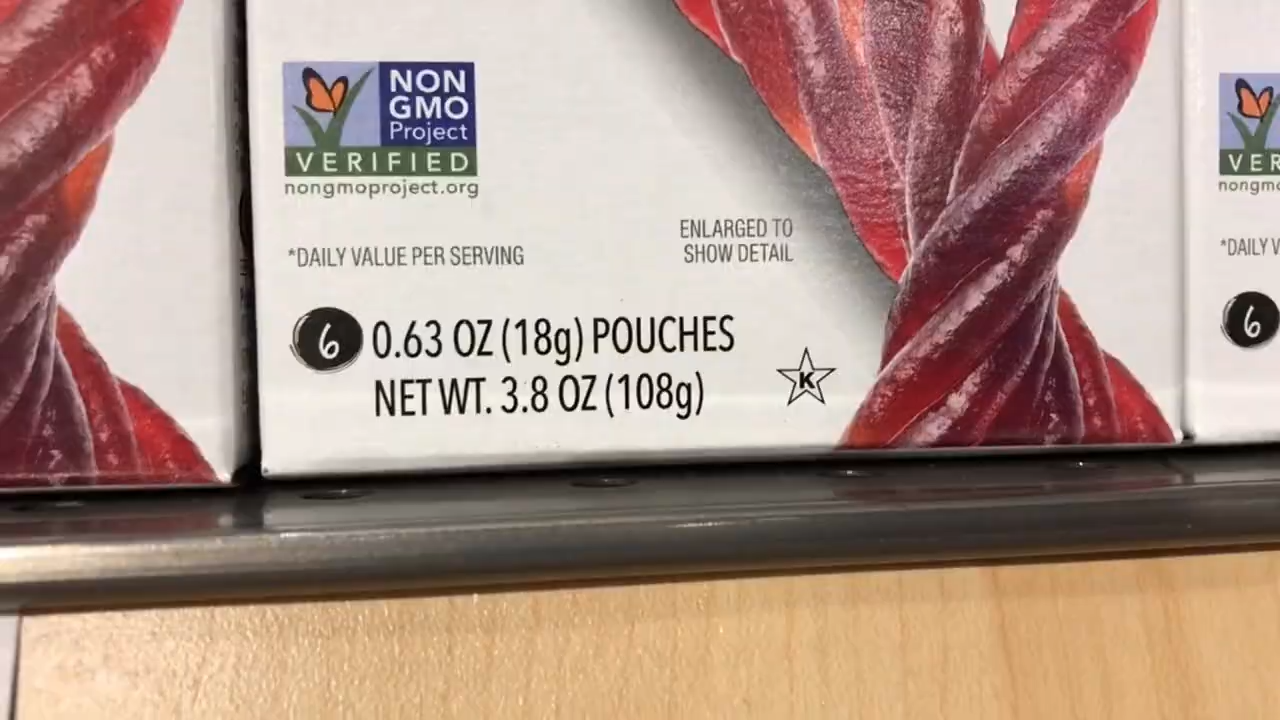 NON
GMO
Project
VERIFIED
nongmoproject.org
*DAILY VALUE PER SERVING
ENLARGED TO
SHOW DETAIL
6 0.63 OZ (18g) POUCHES
NET WT. 3.8 OZ (108g)
K
VER
nongmo
*DAILY V
6